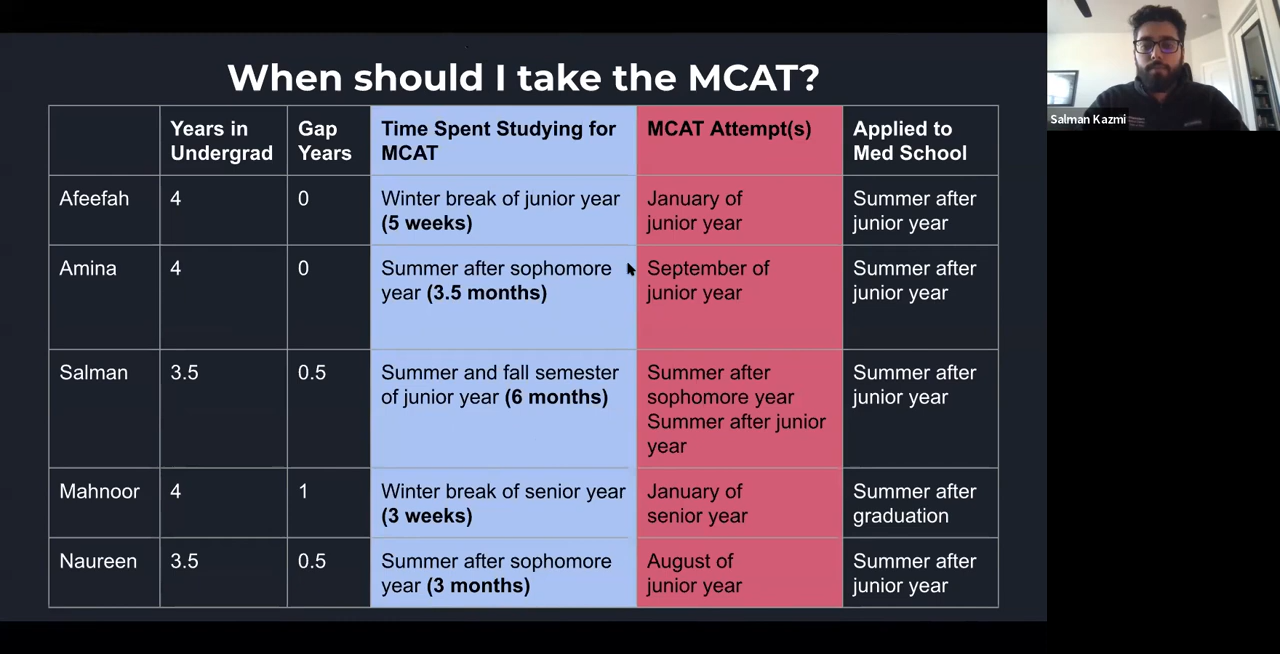 When should I take the MCAT?
Years in
Undergrad
Gap
Years
Time Spent Studying for
MCAT
MCAT Attempt(s)
Applied to
Med School
Afeefah
4
0
Winter break of junior year
(5 weeks)
January of
junior year
Summer after
junior year
Amina
4
0
Summer after sophomore
year (3.5 months)
September of
junior year
Summer after
junior year
Salman
3.5
0.5
Summer and fall semester
of junior year (6 months)
Summer after
sophomore year
Summer after junior
year
Summer after
junior year
Mahnoor
4
1
Winter break of senior year
(3 weeks)
January of
senior year
Summer after
graduation
Naureen
3.5
0.5
Summer after sophomore
year (3 months)
August of
junior year
Summer after
junior year
Salman Kazmi